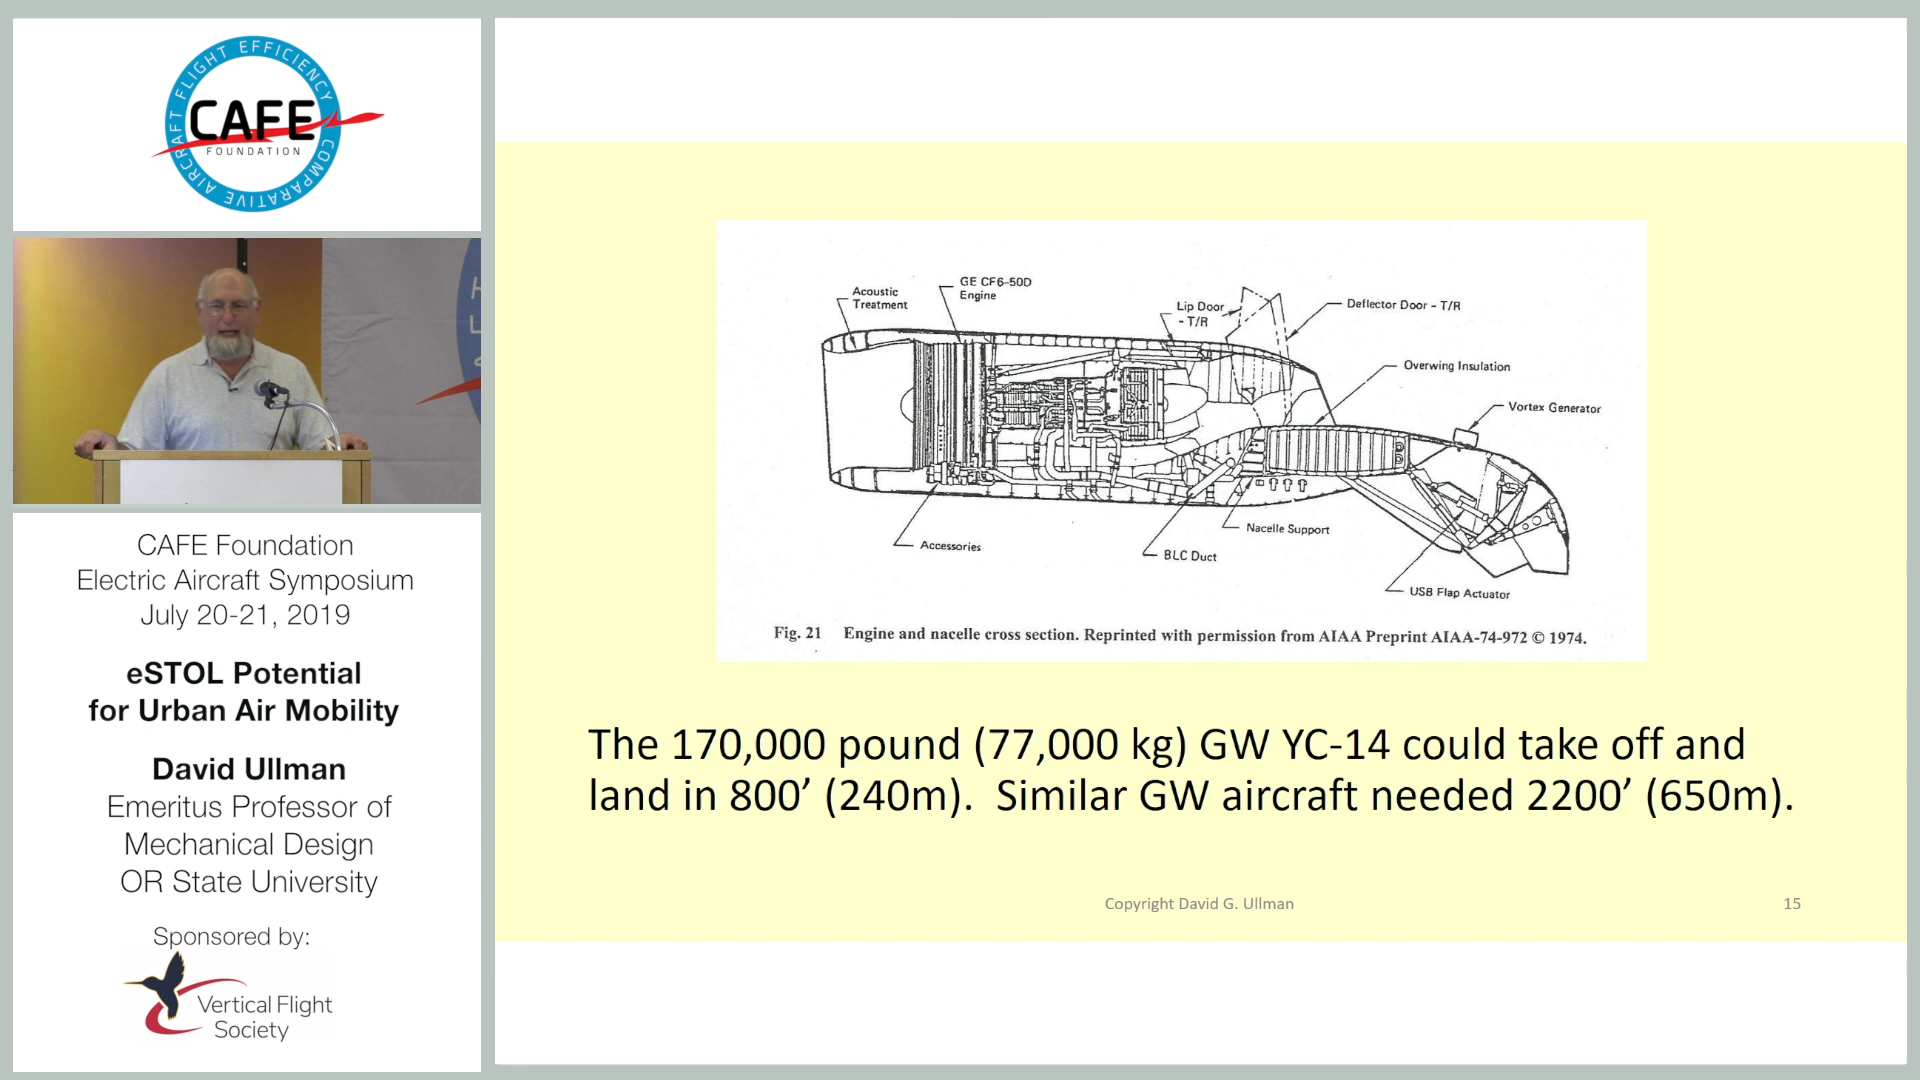 AIRCRAFT FLIGHT EFFICIENCY
CAFE
FOUNDATION
COMPARATIVE
CAFE Foundation
Electric Aircraft Symposium
July 20-21, 2019
eSTOL Potential
for Urban Air Mobility
David Ullman
Emeritus Professor of
Mechanical Design
OR State University
Sponsored by:
Vertical Flight
Society
Acoustic
Treatment
GE CF6-50D
Engine
Lip Door
- T/R
Deflector Door - T/R
Overwing Insulation
Vortex Generator
Accessories
BLC Duct
Nacelle Support
USB Flap Actuator
Fig. 21 Engine and nacelle cross section. Reprinted with permission from AIAA Preprint AIAA-74-972 © 1974.
The 170,000 pound (77,000 kg) GW YC-14 could take off and
land in 800’ (240m). Similar GW aircraft needed 2200’ (650m).
Copyright David G. Ullman
15